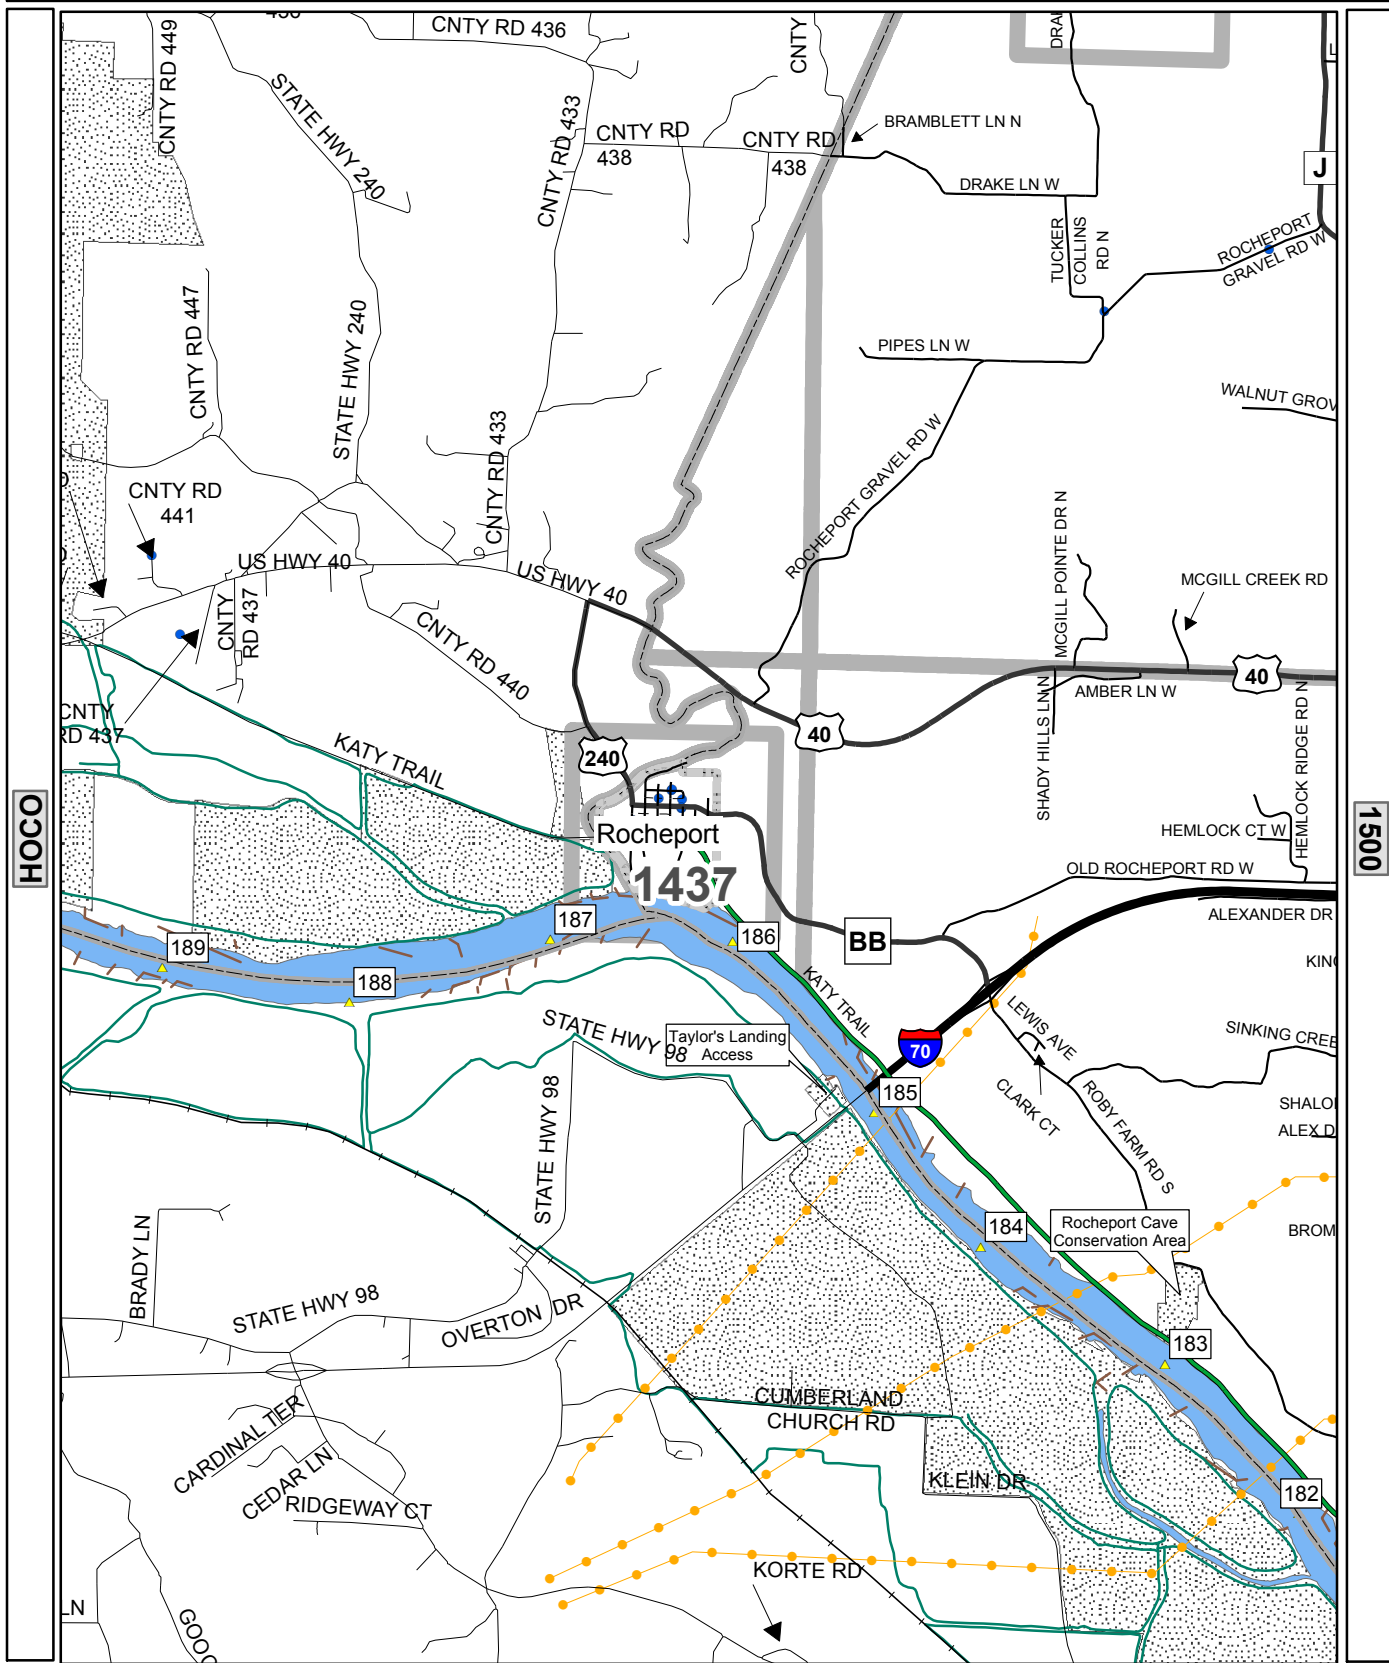 CNTY RD 449
CNTY RD 436
STATE HWY 240
CNTY RD 433
CNTY RD
438
CNTY RD
438
CNTY
BRAMBLETT LN N
DRAKE LN W
J
TUCKER
COLLINS
RD N
ROCHEPORT
GRAVEL RD W
CNTY RD 447
STATE HWY 240
PIPES LN W
WALNUT GROV
CNTY RD 433
ROCHEPORT GRAVEL RD W
CNTY RD
441
US HWY 40
US HWY 40
CNTY
RD 437
CNTY RD 440
MCGILL POINTE DR N
MCGILL CREEK RD
40
AMBER LN W
SHADY HILLS LN N
HEMLOCK RIDGE RD N
CNTY
RD 437
KATY TRAIL
240
40
HOCO
1500
Rocheport
1437
HEMLOCK CT W
OLD ROCHEPORT RD W
ALEXANDER DR
187
186
BB
189
188
KATY TRAIL
KING
STATE HWY 98
Taylor's Landing
Access
70
LEWIS AVE
SINKING CREE
185
CLARK CT
ROBY FARM RD S
SHALO
ALEX D
STATE HWY 98
184
Rocheport Cave
Conservation Area
BROM
BRADY LN
STATE HWY 98
OVERTON DR
183
CUMBERLAND
CHURCH RD
CARDINAL TER
CEDAR LN
RIDGEWAY CT
KLEIN DR
182
KORTE RD
LN
GOOC